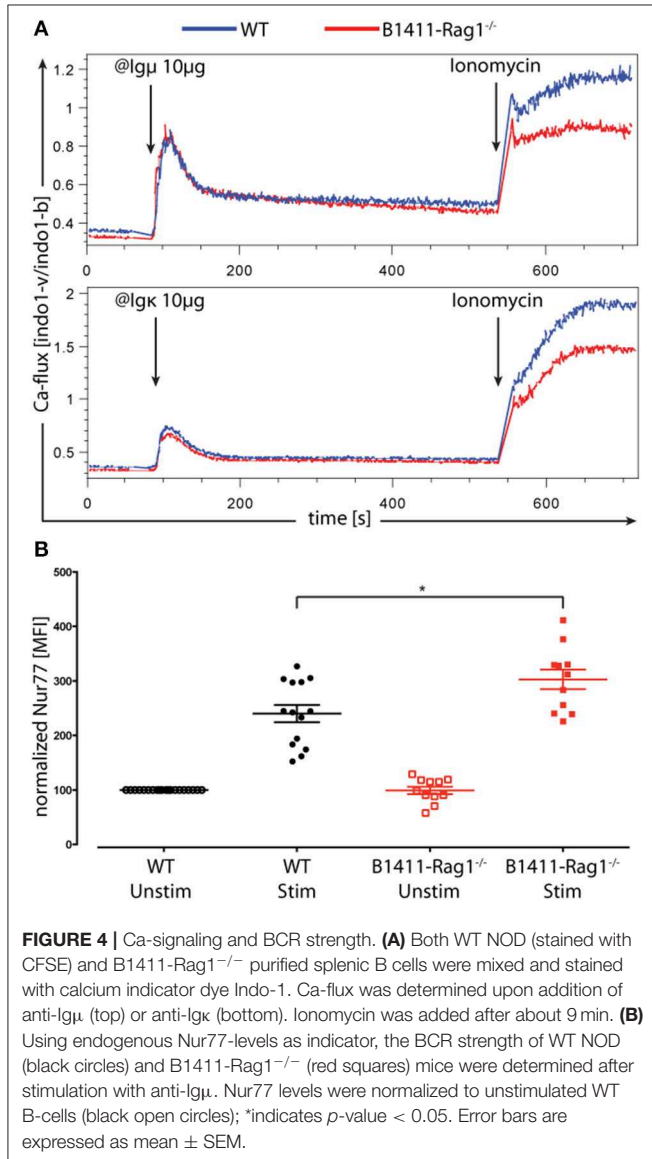 A
WT
B1411-Rag1-/-
@Igμ 10μg
Ionomycin
1.2
1
0.8
0.6
0.4
0
200
400
600
@Igκ 10μg
Ionomycin
2
1.5
1
0.5
0
200
400
600
Ca-flux [indo1-v/indo1-b]
time [s]
B
500
400
300
200
100
0
normalized Nur77 [MFI]
*
WT
Unstim
WT
Stim
B1411-Rag1-/-
Unstim
B1411-Rag1-/-
Stim
FIGURE 4 | Ca-signaling and BCR strength. (A) Both WT NOD (stained with
CFSE) and B1411-Rag1−/− purified splenic B cells were mixed and stained
with calcium indicator dye Indo-1. Ca-flux was determined upon addition of
anti-Igμ (top) or anti-Igκ (bottom). Ionomycin was added after about 9 min. (B)
Using endogenous Nur77-levels as indicator, the BCR strength of WT NOD
(black circles) and B1411-Rag1−/− (red squares) mice were determined after
stimulation with anti-Igμ. Nur77 levels were normalized to unstimulated WT
B-cells (black open circles); *indicates p-value < 0.05. Error bars are
expressed as mean ± SEM.